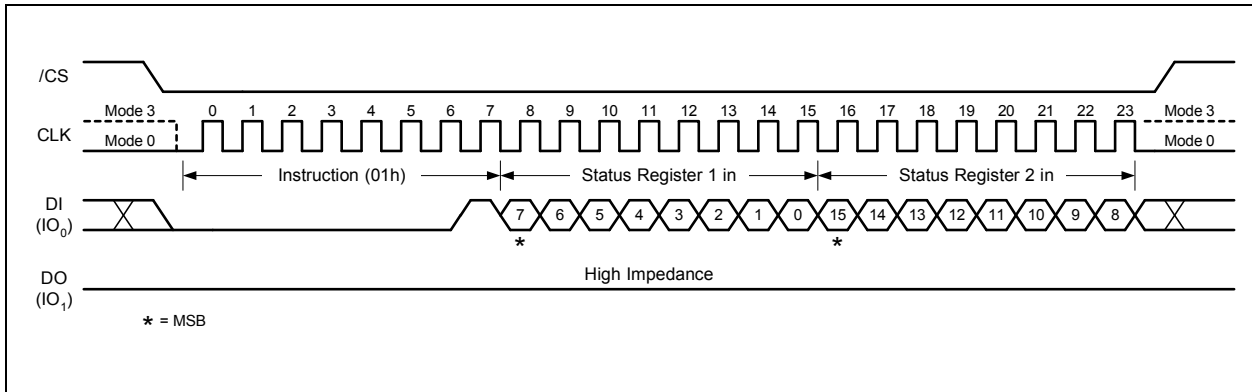 /CS
Mode 3 0 1 2 3 4 5 6 7 8 9 10 11 12 13 14 15 16 17 18 19 20 21 22 23 Mode 3
CLK
Mode 0 Mode 0
Instruction (01h) Status Register 1 in Status Register 2 in
DI
(IO0) 7 6 5 4 3 2 1 0 15 14 13 12 11 10 9 8
* *
High Impedance
DO
(IO1)
* = MSB